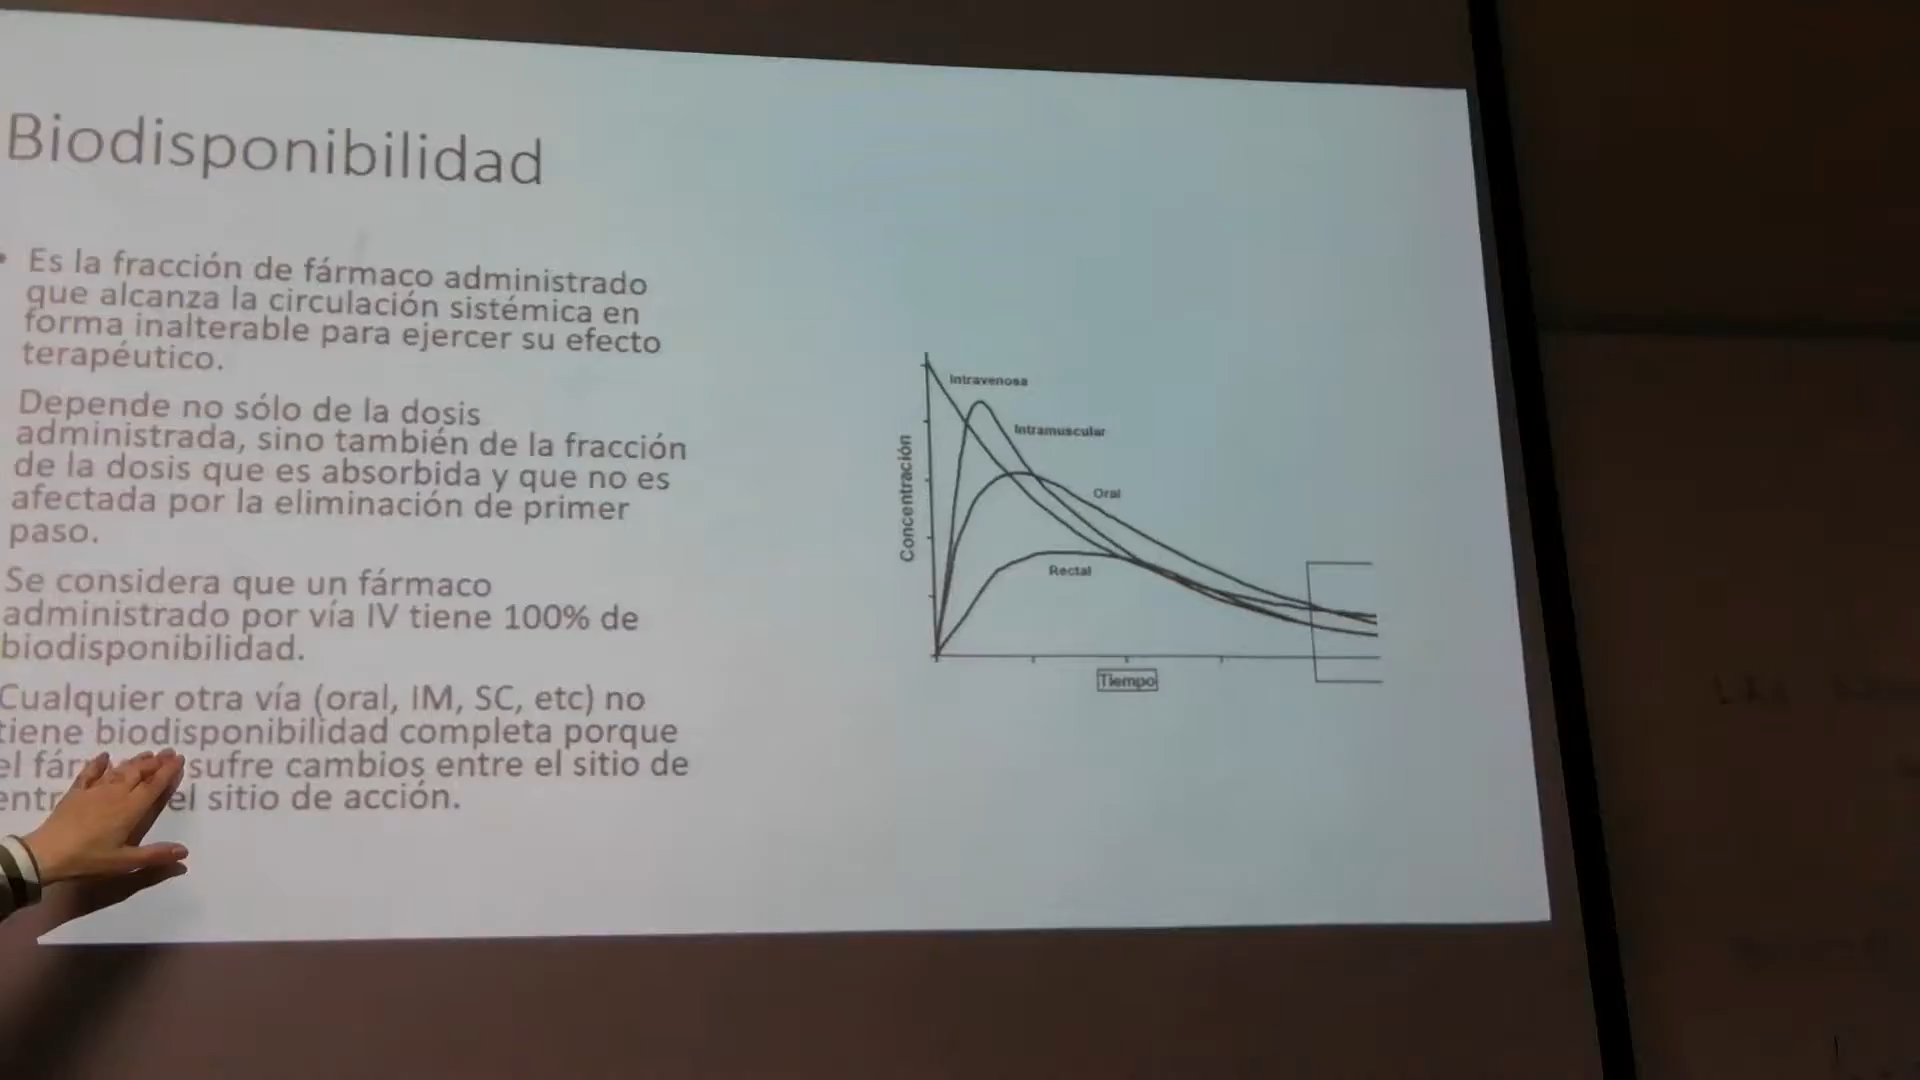 Biodisponibilidad
• Es la fracción de fármaco administrado
que alcanza la circulación sistémica en
forma inalterable para ejercer su efecto
terapéutico.
Depende no sólo de la dosis
administrada, sino también de la fracción
de la dosis que es absorbida y que no es
afectada por la eliminación de primer
paso.
Se considera que un fármaco
administrado por vía IV tiene 100% de
biodisponibilidad.
Cualquier otra vía (oral, IM, SC, etc) no
tiene biodisponibilidad completa porque
el sufre cambios entre el sitio de
el sitio de acción.
Concentración
Intravenosa
Intramuscular
Oral
Rectal
Tiempo